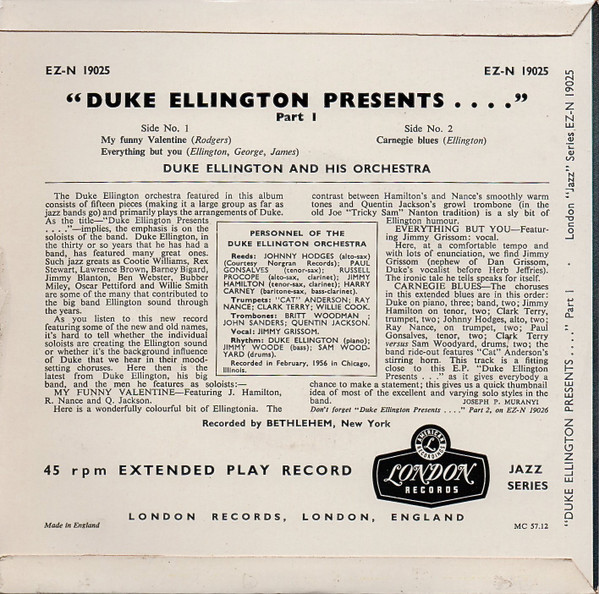 EZ-N 19025
EZ-N 19025
“DUKE ELLINGTON PRESENTS . . . .”
Part 1
Side No. 1
My funny Valentine (Rodgers)
Everything but you (Ellington, George, James)
Side No. 2
Carnegie blues (Ellington)
DUKE ELLINGTON AND HIS ORCHESTRA
The Duke Ellington orchestra featured in this album
consists of fifteen pieces (making it a large group as far as
jazz bands go) and primarily plays the arrangements of Duke.
As the title—“Duke Ellington Presents
. . . .”—implies, the emphasis is on the
soloists of the band. Duke Ellington, in
the thirty or so years that he has had a
band, has featured many great ones.
Such jazz greats as Cootie Williams, Rex
Stewart, Lawrence Brown, Barney Bigard,
Jimmy Blanton, Ben Webster, Bubber
Miley, Oscar Pettiford and Willie Smith
are some of the many that contributed to
the big band Ellington sound through
the years.
As you listen to this new record
featuring some of the new and old names,
it's hard to tell whether the individual
soloists are creating the Ellington sound
or whether it's the background influence
of Duke that we hear in their mood-
setting choruses. Here then is the
latest from Duke Ellington, his big
band, and the men he features as soloists:—
MY FUNNY VALENTINE—Featuring J. Hamilton,
R. Nance and Q. Jackson.
Here is a wonderfully colourful bit of Ellingtonia. The
PERSONNEL OF THE
DUKE ELLINGTON ORCHESTRA
Reeds: JOHNNY HODGES (alto-sax)
(Courtesy Norgran Records); PAUL
GONSALVES (tenor-sax); RUSSELL
PROCOPE (alto-sax, clarinet); JIMMY
HAMILTON (tenor-sax, clarinet); HARRY
CARNEY (baritone-sax, bass-clarinet).
Trumpets: “CAT” ANDERSON; RAY
NANCE; CLARK TERRY; WILLIE COOK.
Trombones: BRITT WOODMAN;
JOHN SANDERS; QUENTIN JACKSON.
Vocal: JIMMY GRISSOM.
Rhythm: DUKE ELLINGTON (piano);
JIMMY WOODE (bass); SAM WOOD-
YARD (drums).
Recorded in February, 1956 in Chicago,
Illinois.
contrast between Hamilton's and Nance's smoothly warm
tones and Quentin Jackson's growl trombone (in the
old Joe “Tricky Sam” Nanton tradition) is a sly bit of
Ellington humour.
EVERYTHING BUT YOU—Featur-
ing Jimmy Grissom: vocal.
Here, at a comfortable tempo and
with lots of enunciation, we find Jimmy
Grissom (nephew of Dan Grissom,
Duke's vocalist before Herb Jeffries).
The ironic tale he tells speaks for itself.
CARNEGIE BLUES—The choruses
in this extended blues are in this order:
Duke on piano, three; band, two; Jimmy
Hamilton on tenor, two; Clark Terry,
trumpet, two; Johnny Hodges, alto, two;
Ray Nance, on trumpet, two; Paul
Gonsalves, tenor, two; Clark Terry
versus Sam Woodyard, drums, two; the
band ride-out features “Cat” Anderson's
stirring horn. This track is a fitting
close to this E.P. “Duke Ellington
Presents . . .” as it gives everybody a
chance to make a statement; this gives us a quick thumbnail
idea of most of the excellent and varying solo styles in the
band.
JOSEPH P. MURANYI
Don't forget “Duke Ellington Presents . . . .” Part 2, on EZ-N 19026
Recorded by BETHLEHEM, New York
45 rpm EXTENDED PLAY RECORD
AMERICAN
L
RECORDINGS
LONDON
RECORDS
JAZZ
SERIES
LONDON RECORDS, LONDON, ENGLAND
Made in England
MC 57.12
“DUKE ELLINGTON PRESENTS . . . .” Part 1 · London “Jazz” Series EZ-N 19025